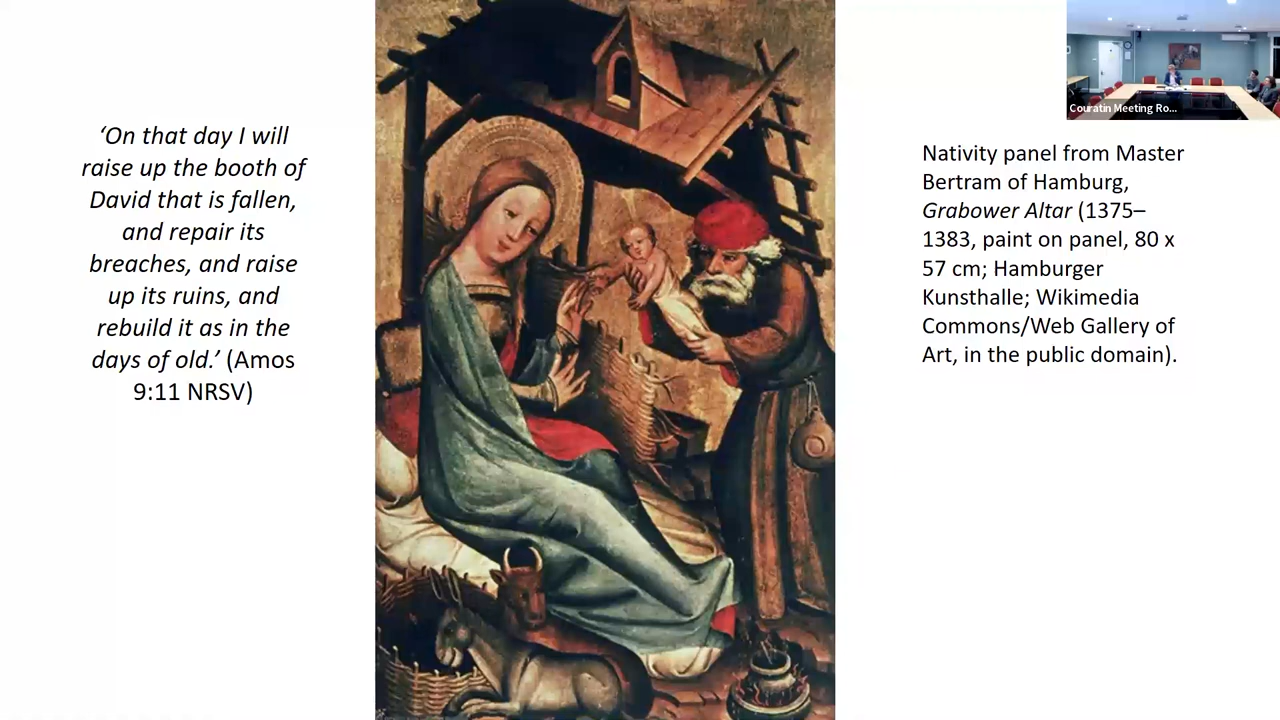 ‘On that day I will
raise up the booth of
David that is fallen,
and repair its
breaches, and raise
up its ruins, and
rebuild it as in the
days of old.’ (Amos
9:11 NRSV)
Couratin Meeting Ro...
Nativity panel from Master
Bertram of Hamburg,
Grabower Altar (1375–
1383, paint on panel, 80 x
57 cm; Hamburger
Kunsthalle; Wikimedia
Commons/Web Gallery of
Art, in the public domain).